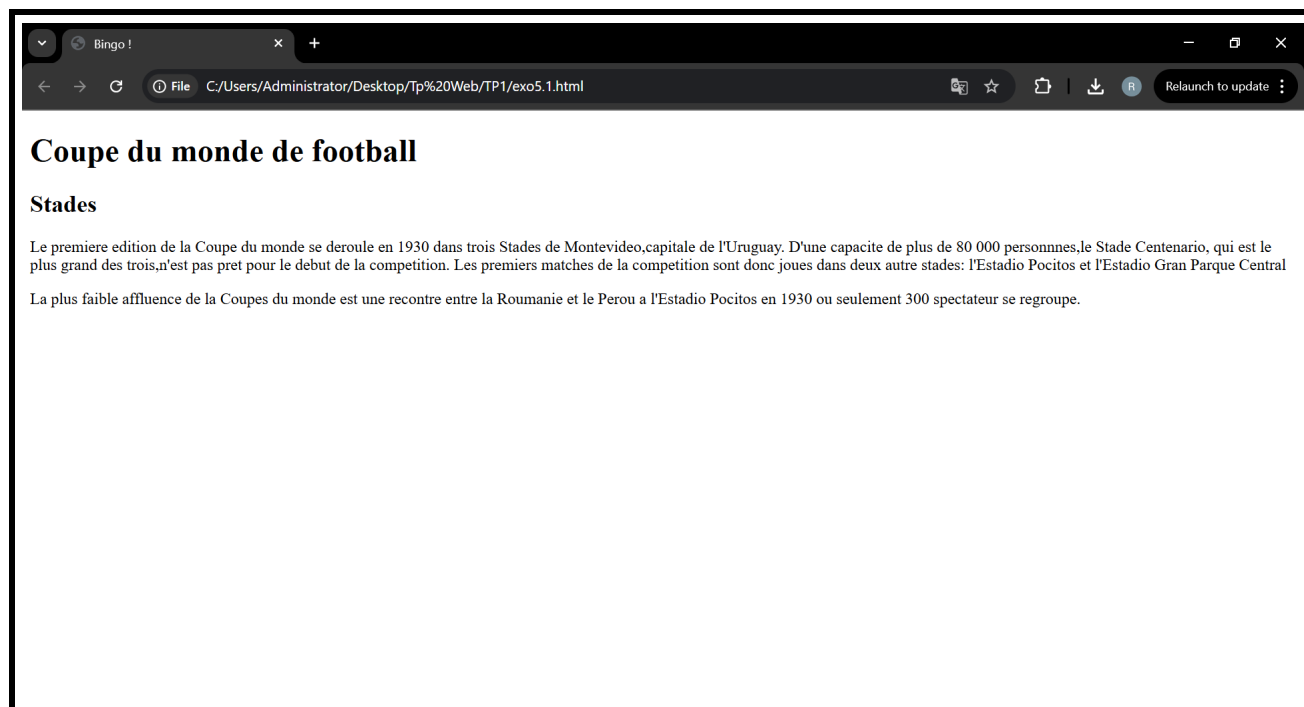 Bingo !
File C:/Users/Administrator/Desktop/Tp%20Web/TP1/exo5.1.html R Relaunch to update
Coupe du monde de football
Stades
Le premiere edition de la Coupe du monde se deroule en 1930 dans trois Stades de Montevideo,capitale de l'Uruguay. D'une capacite de plus de 80 000 personnnes,le Stade Centenario, qui est le
plus grand des trois,n'est pas pret pour le debut de la competition. Les premiers matches de la competition sont donc joues dans deux autre stades: l'Estadio Pocitos et l'Estadio Gran Parque Central
La plus faible affluence de la Coupes du monde est une recontre entre la Roumanie et le Perou a l'Estadio Pocitos en 1930 ou seulement 300 spectateur se regroupe.